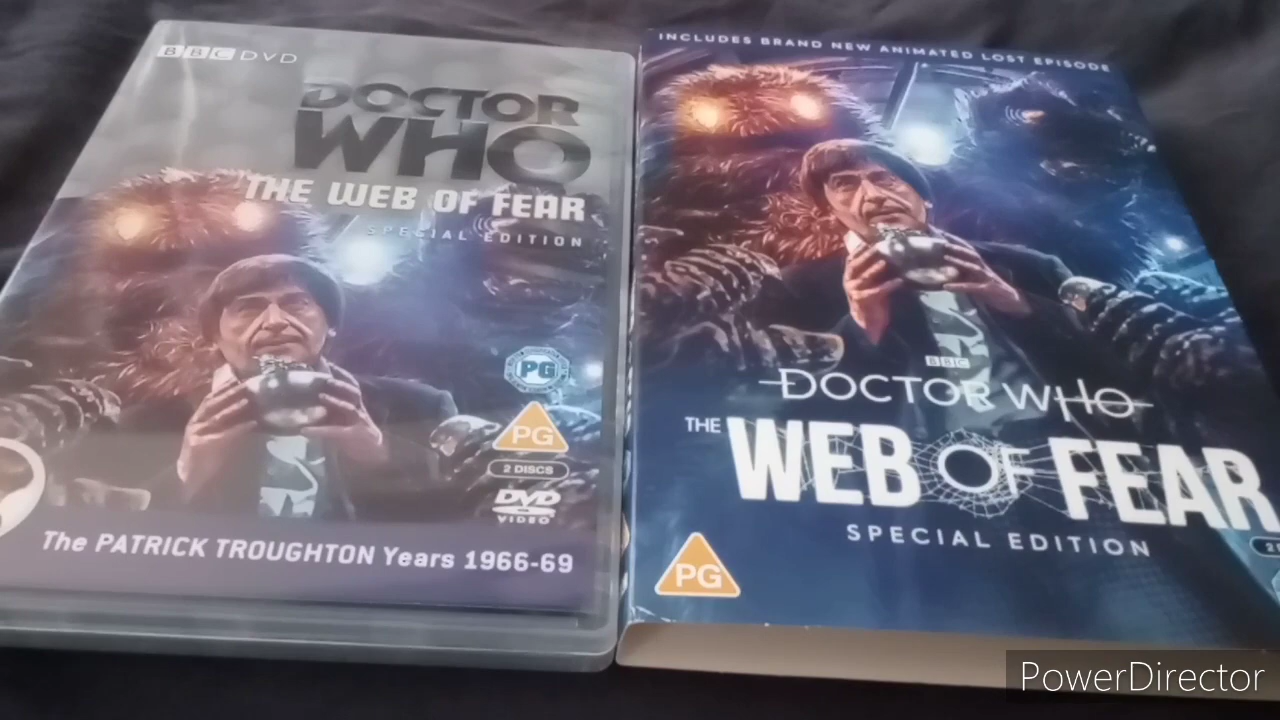 BBC DVD
DOCTOR
WHO
THE WEB OF FEAR
SPECIAL EDITION
PG
PG
2 DISCS
DVD
VIDEO
The PATRICK TROUGHTON Years 1966-69
INCLUDES BRAND NEW ANIMATED LOST EPISODE
BBC
DOCTOR WHO
THE WEB OF FEAR
SPECIAL EDITION
PG
PowerDirector